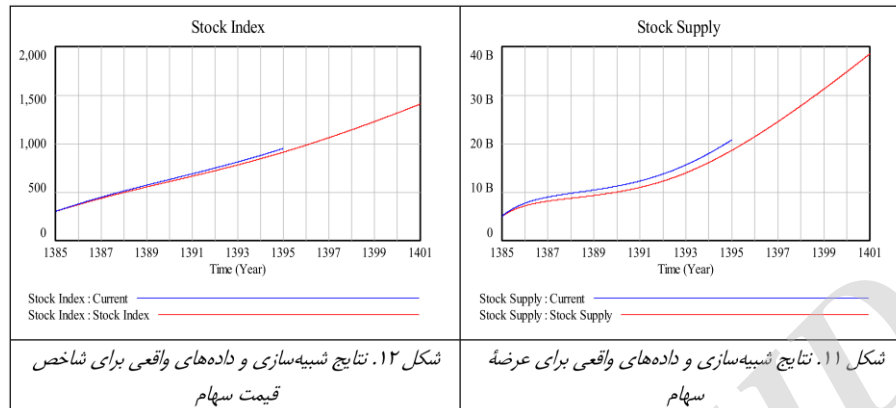 Stock Index
2,000
1,500
1,000
500
0
1385 1387 1389 1391 1393 1395 1397 1399 1401
Time (Year)
Stock Index : Current
Stock Index : Stock Index
شکل ۱۲. نتایج شبیه‌سازی و داده‌های واقعی برای شاخص
قیمت سهام
Stock Supply
40 B
30 B
20 B
10 B
0
1385 1387 1389 1391 1393 1395 1397 1399 1401
Time (Year)
Stock Supply : Current
Stock Supply : Stock Supply
شکل ۱۱. نتایج شبیه‌سازی و داده‌های واقعی برای عرضهٔ
سهام